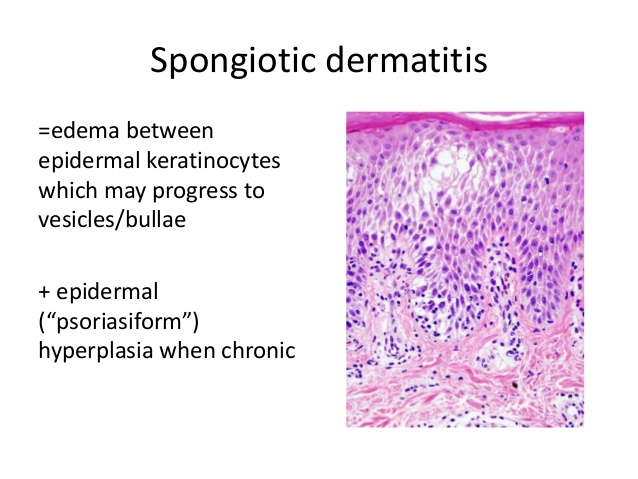 Spongiotic dermatitis
=edema between
epidermal keratinocytes
which may progress to
vesicles/bullae
+ epidermal
(“psoriasiform”)
hyperplasia when chronic